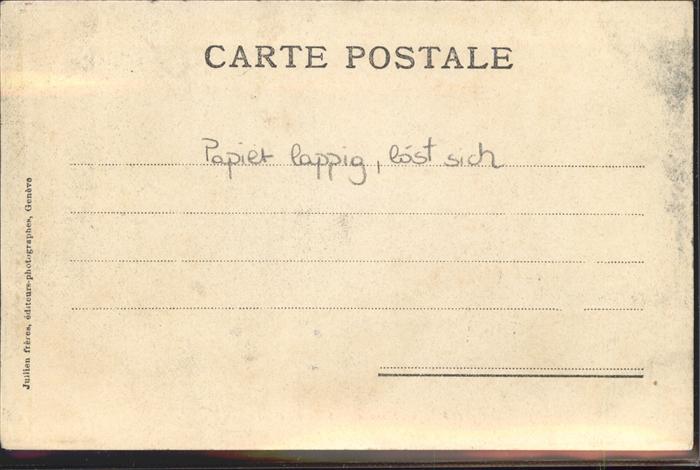 CARTE POSTALE
Papier lappig, löst sich
Jullien frères, éditeurs-photographes, Genève